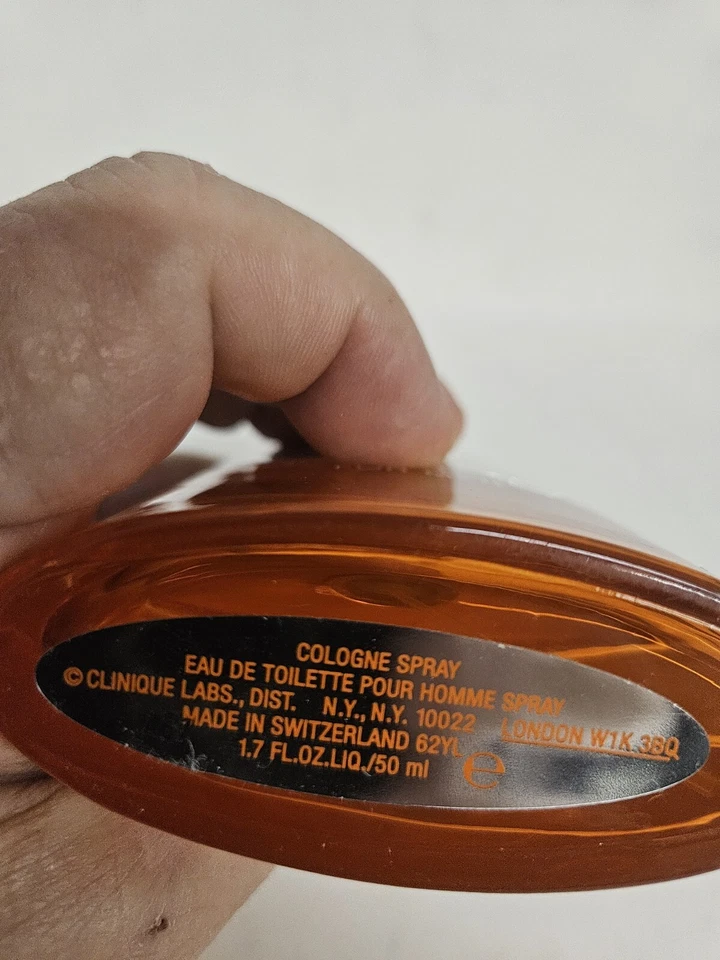 COLOGNE SPRAY
EAU DE TOILETTE POUR HOMME SPRAY
©CLINIQUE LABS., DIST. N.Y., N.Y. 10022 LONDON W1K 3BQ
MADE IN SWITZERLAND 62YL
1.7 FL.OZ.LIQ./50 ml ℮